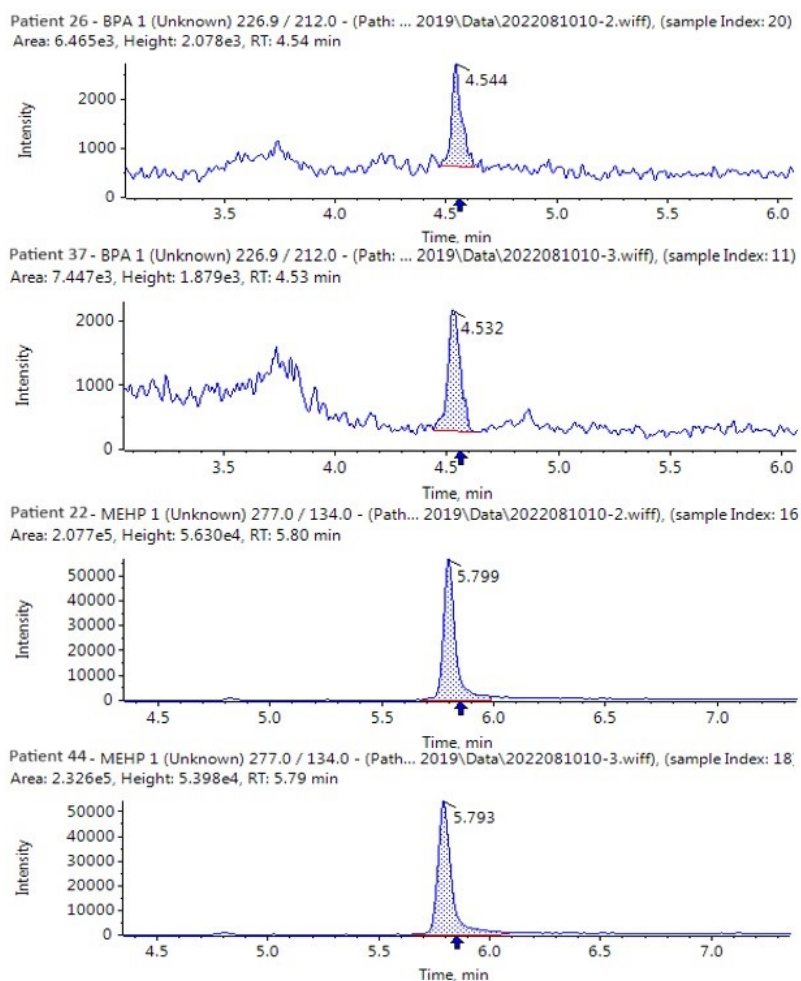 Patient 26 - BPA 1 (Unknown) 226.9 / 212.0 - (Path: ... 2019\Data\2022081010-2.wiff), (sample Index: 20)
Area: 6.465e3, Height: 2.078e3, RT: 4.54 min
4.544
2000
1000
0
Intensity
3.5 4.0 4.5 5.0 5.5 6.0
Time, min
Patient 37 - BPA 1 (Unknown) 226.9 / 212.0 - (Path: ... 2019\Data\2022081010-3.wiff), (sample Index: 11)
Area: 7.447e3, Height: 1.879e3, RT: 4.53 min
4.532
2000
1000
0
Intensity
3.5 4.0 4.5 5.0 5.5 6.0
Time, min
Patient 22 - MEHP 1 (Unknown) 277.0 / 134.0 - (Path... 2019\Data\2022081010-2.wiff), (sample Index: 16
Area: 2.077e5, Height: 5.630e4, RT: 5.80 min
5.799
50000
40000
30000
20000
10000
0
Intensity
4.5 5.0 5.5 6.0 6.5 7.0
Time, min
Patient 44 - MEHP 1 (Unknown) 277.0 / 134.0 - (Path... 2019\Data\2022081010-3.wiff), (sample Index: 18)
Area: 2.326e5, Height: 5.398e4, RT: 5.79 min
5.793
50000
40000
30000
20000
10000
0
Intensity
4.5 5.0 5.5 6.0 6.5 7.0
Time, min